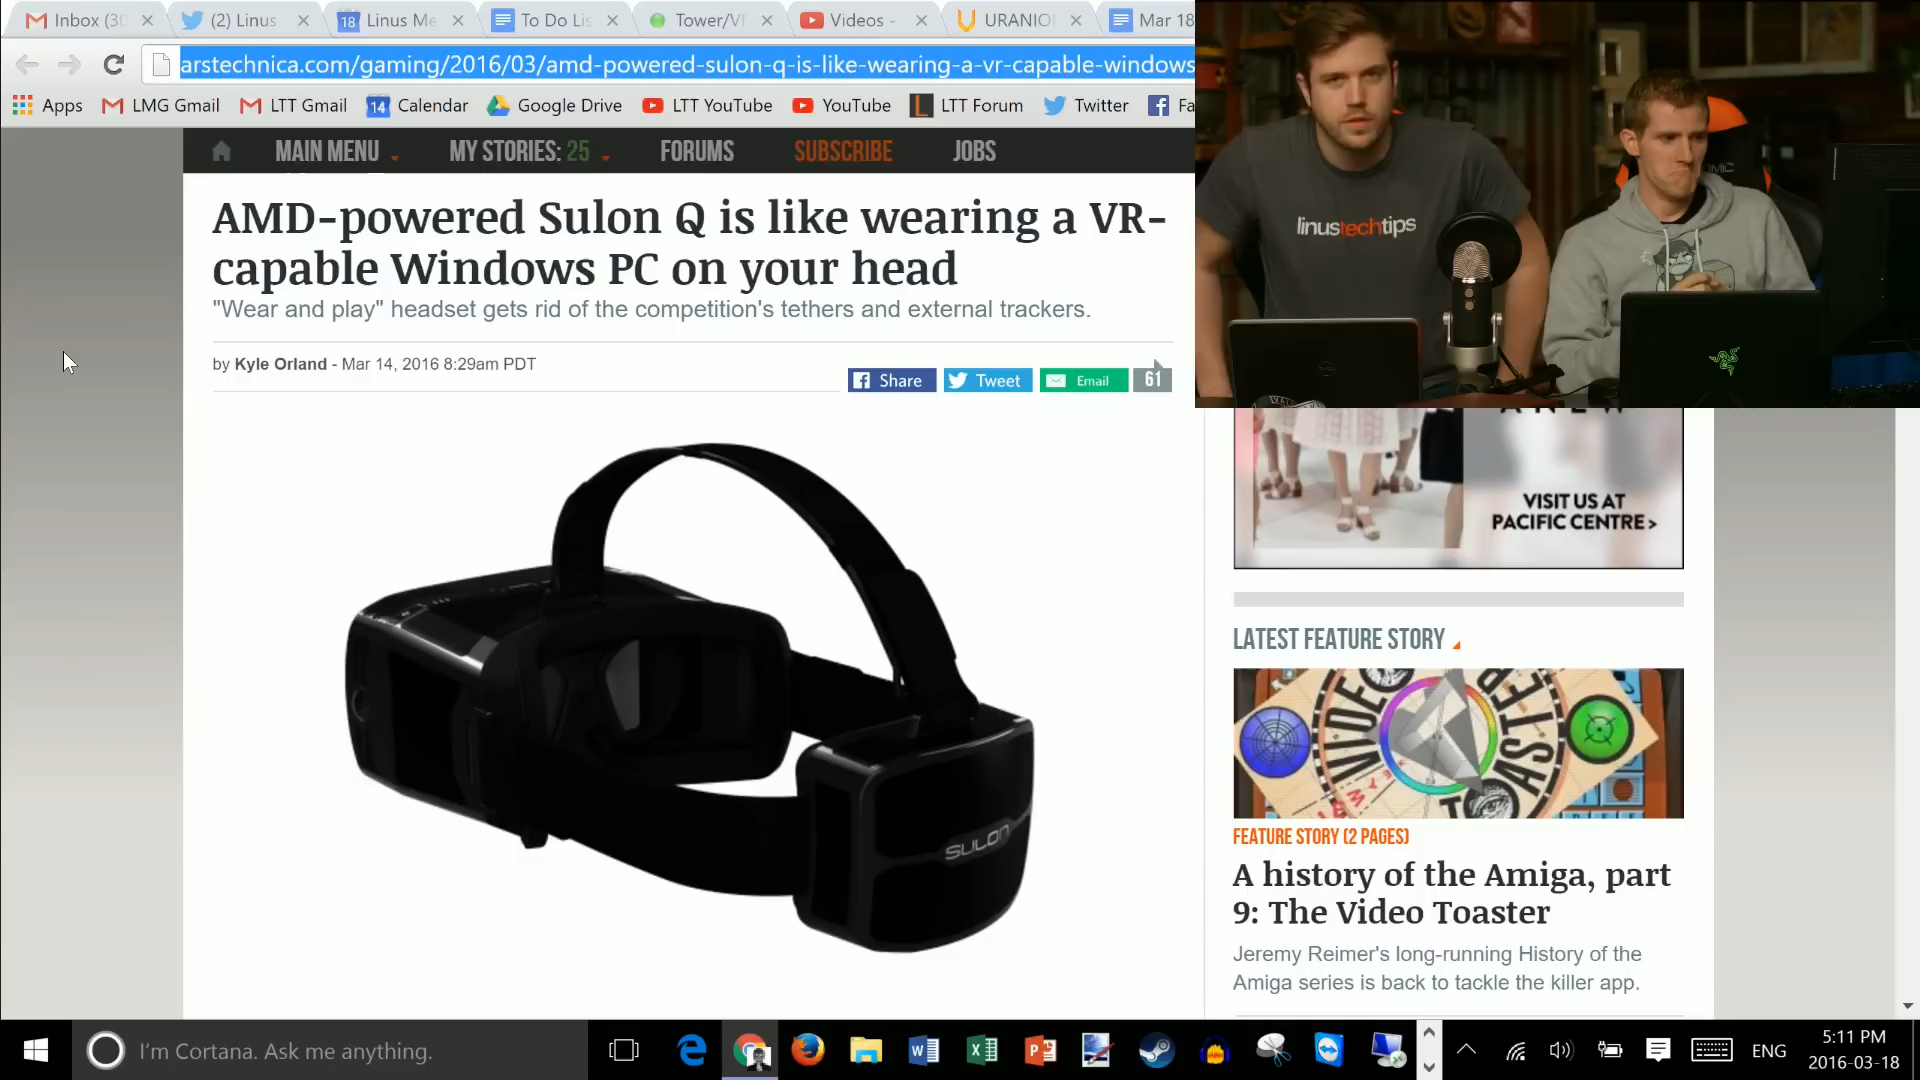 Inbox (30
(2) Linus
18
Linus Me
To Do Lis
Tower/VI
Videos -
URANIO
Mar 18
arstechnica.com/gaming/2016/03/amd-powered-sulon-q-is-like-wearing-a-vr-capable-windows
Apps
LMG Gmail
LTT Gmail
14
Calendar
Google Drive
LTT YouTube
YouTube
LTT Forum
Twitter
Fa
MAIN MENU
MY STORIES: 25
FORUMS
SUBSCRIBE
JOBS
AMD-powered Sulon Q is like wearing a VR-
capable Windows PC on your head
"Wear and play" headset gets rid of the competition's tethers and external trackers.
by Kyle Orland - Mar 14, 2016 8:29am PDT
Share
Tweet
Email
61
linustechtips
SULON
VISIT US AT
PACIFIC CENTRE >
LATEST FEATURE STORY
VIDEO
TOASTER
FEATURE STORY (2 PAGES)
A history of the Amiga, part
9: The Video Toaster
Jeremy Reimer's long-running History of the
Amiga series is back to tackle the killer app.
I'm Cortana. Ask me anything.
ENG
5:11 PM
2016-03-18